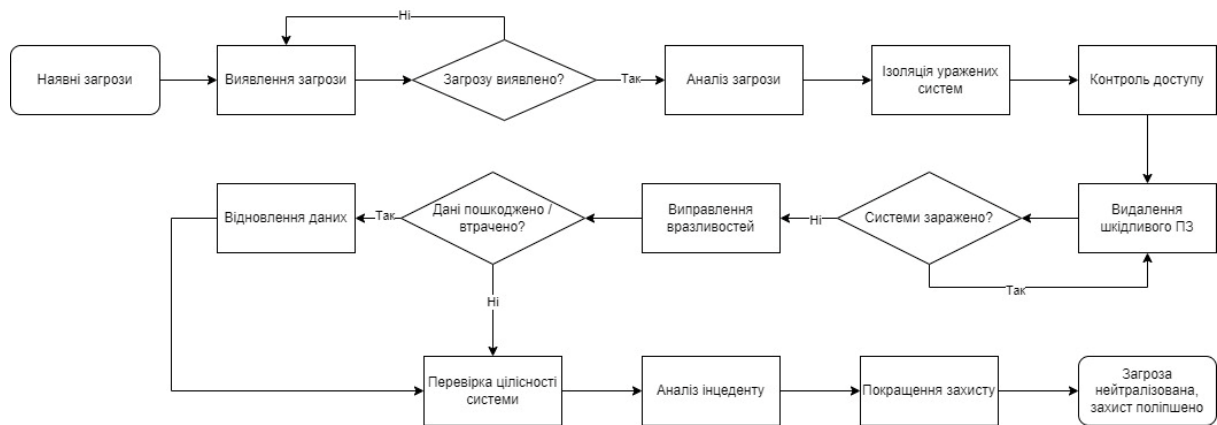 Ні
Наявні загрози
Виявлення загрози
Загрозу виявлено?
Так
Аналіз загрози
Ізоляція уражених
систем
Контроль доступу
Відновлення даних
Так
Дані пошкоджено /
втрачено?
Виправлення
вразливостей
Ні
Системи заражено?
Видалення
шкідливого ПЗ
Так
Ні
Перевірка цілісності
системи
Аналіз інцеденту
Покращення захисту
Загроза
нейтралізована,
захист поліпшено